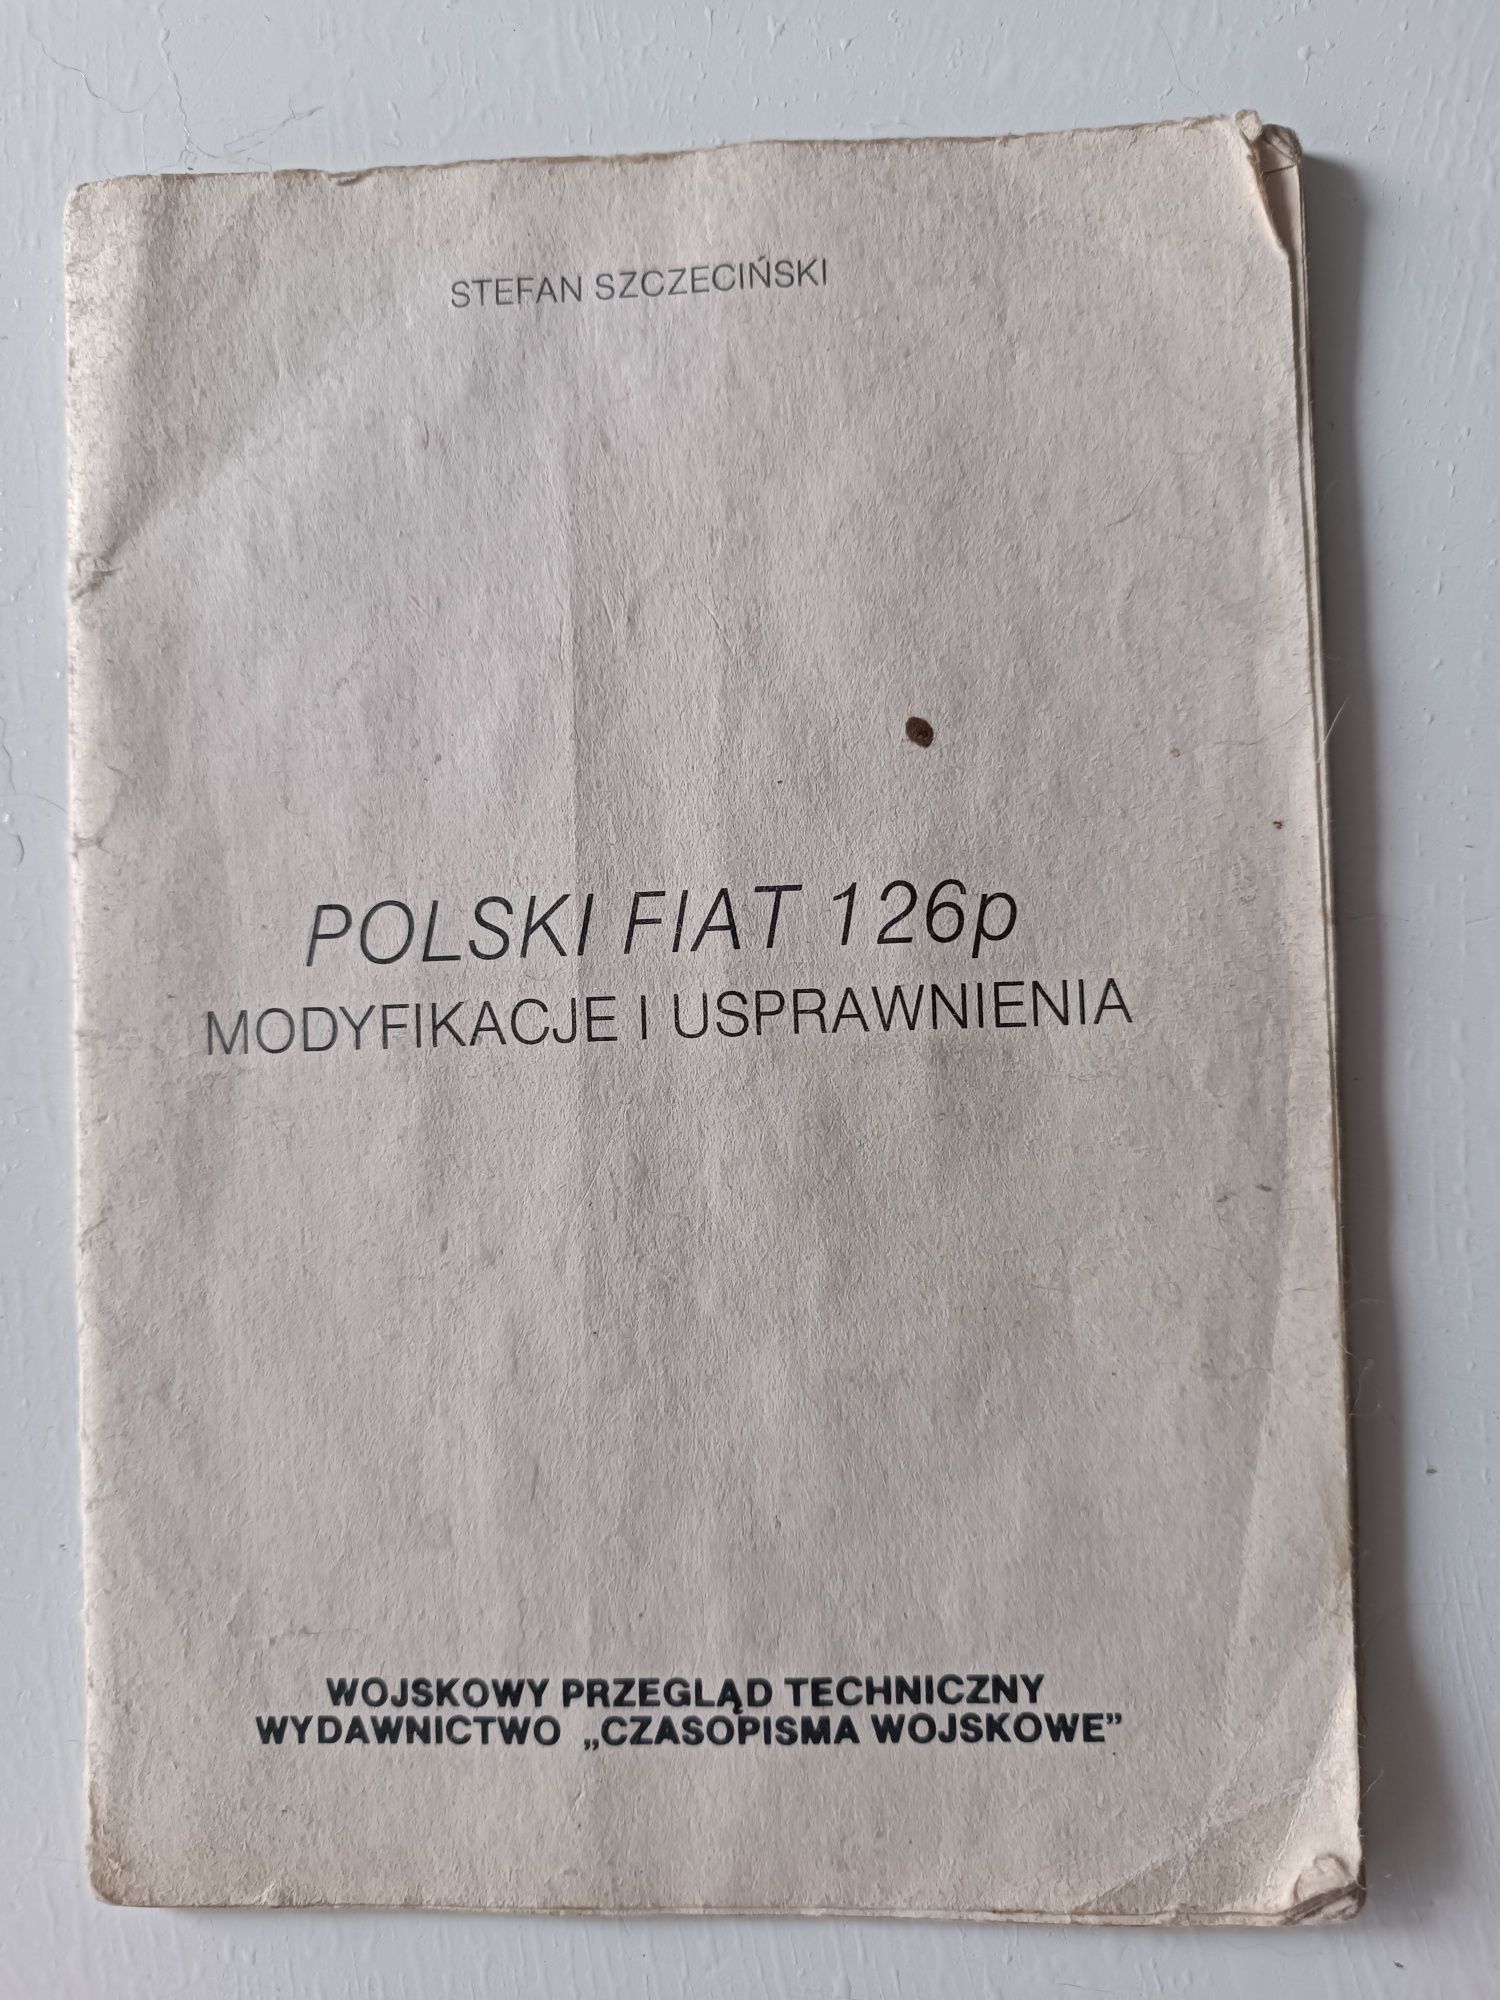 STEFAN SZCZECIŃSKI
POLSKI FIAT 126p
MODYFIKACJE I USPRAWNIENIA
WOJSKOWY PRZEGLĄD TECHNICZNY
WYDAWNICTWO „CZASOPISMA WOJSKOWE”